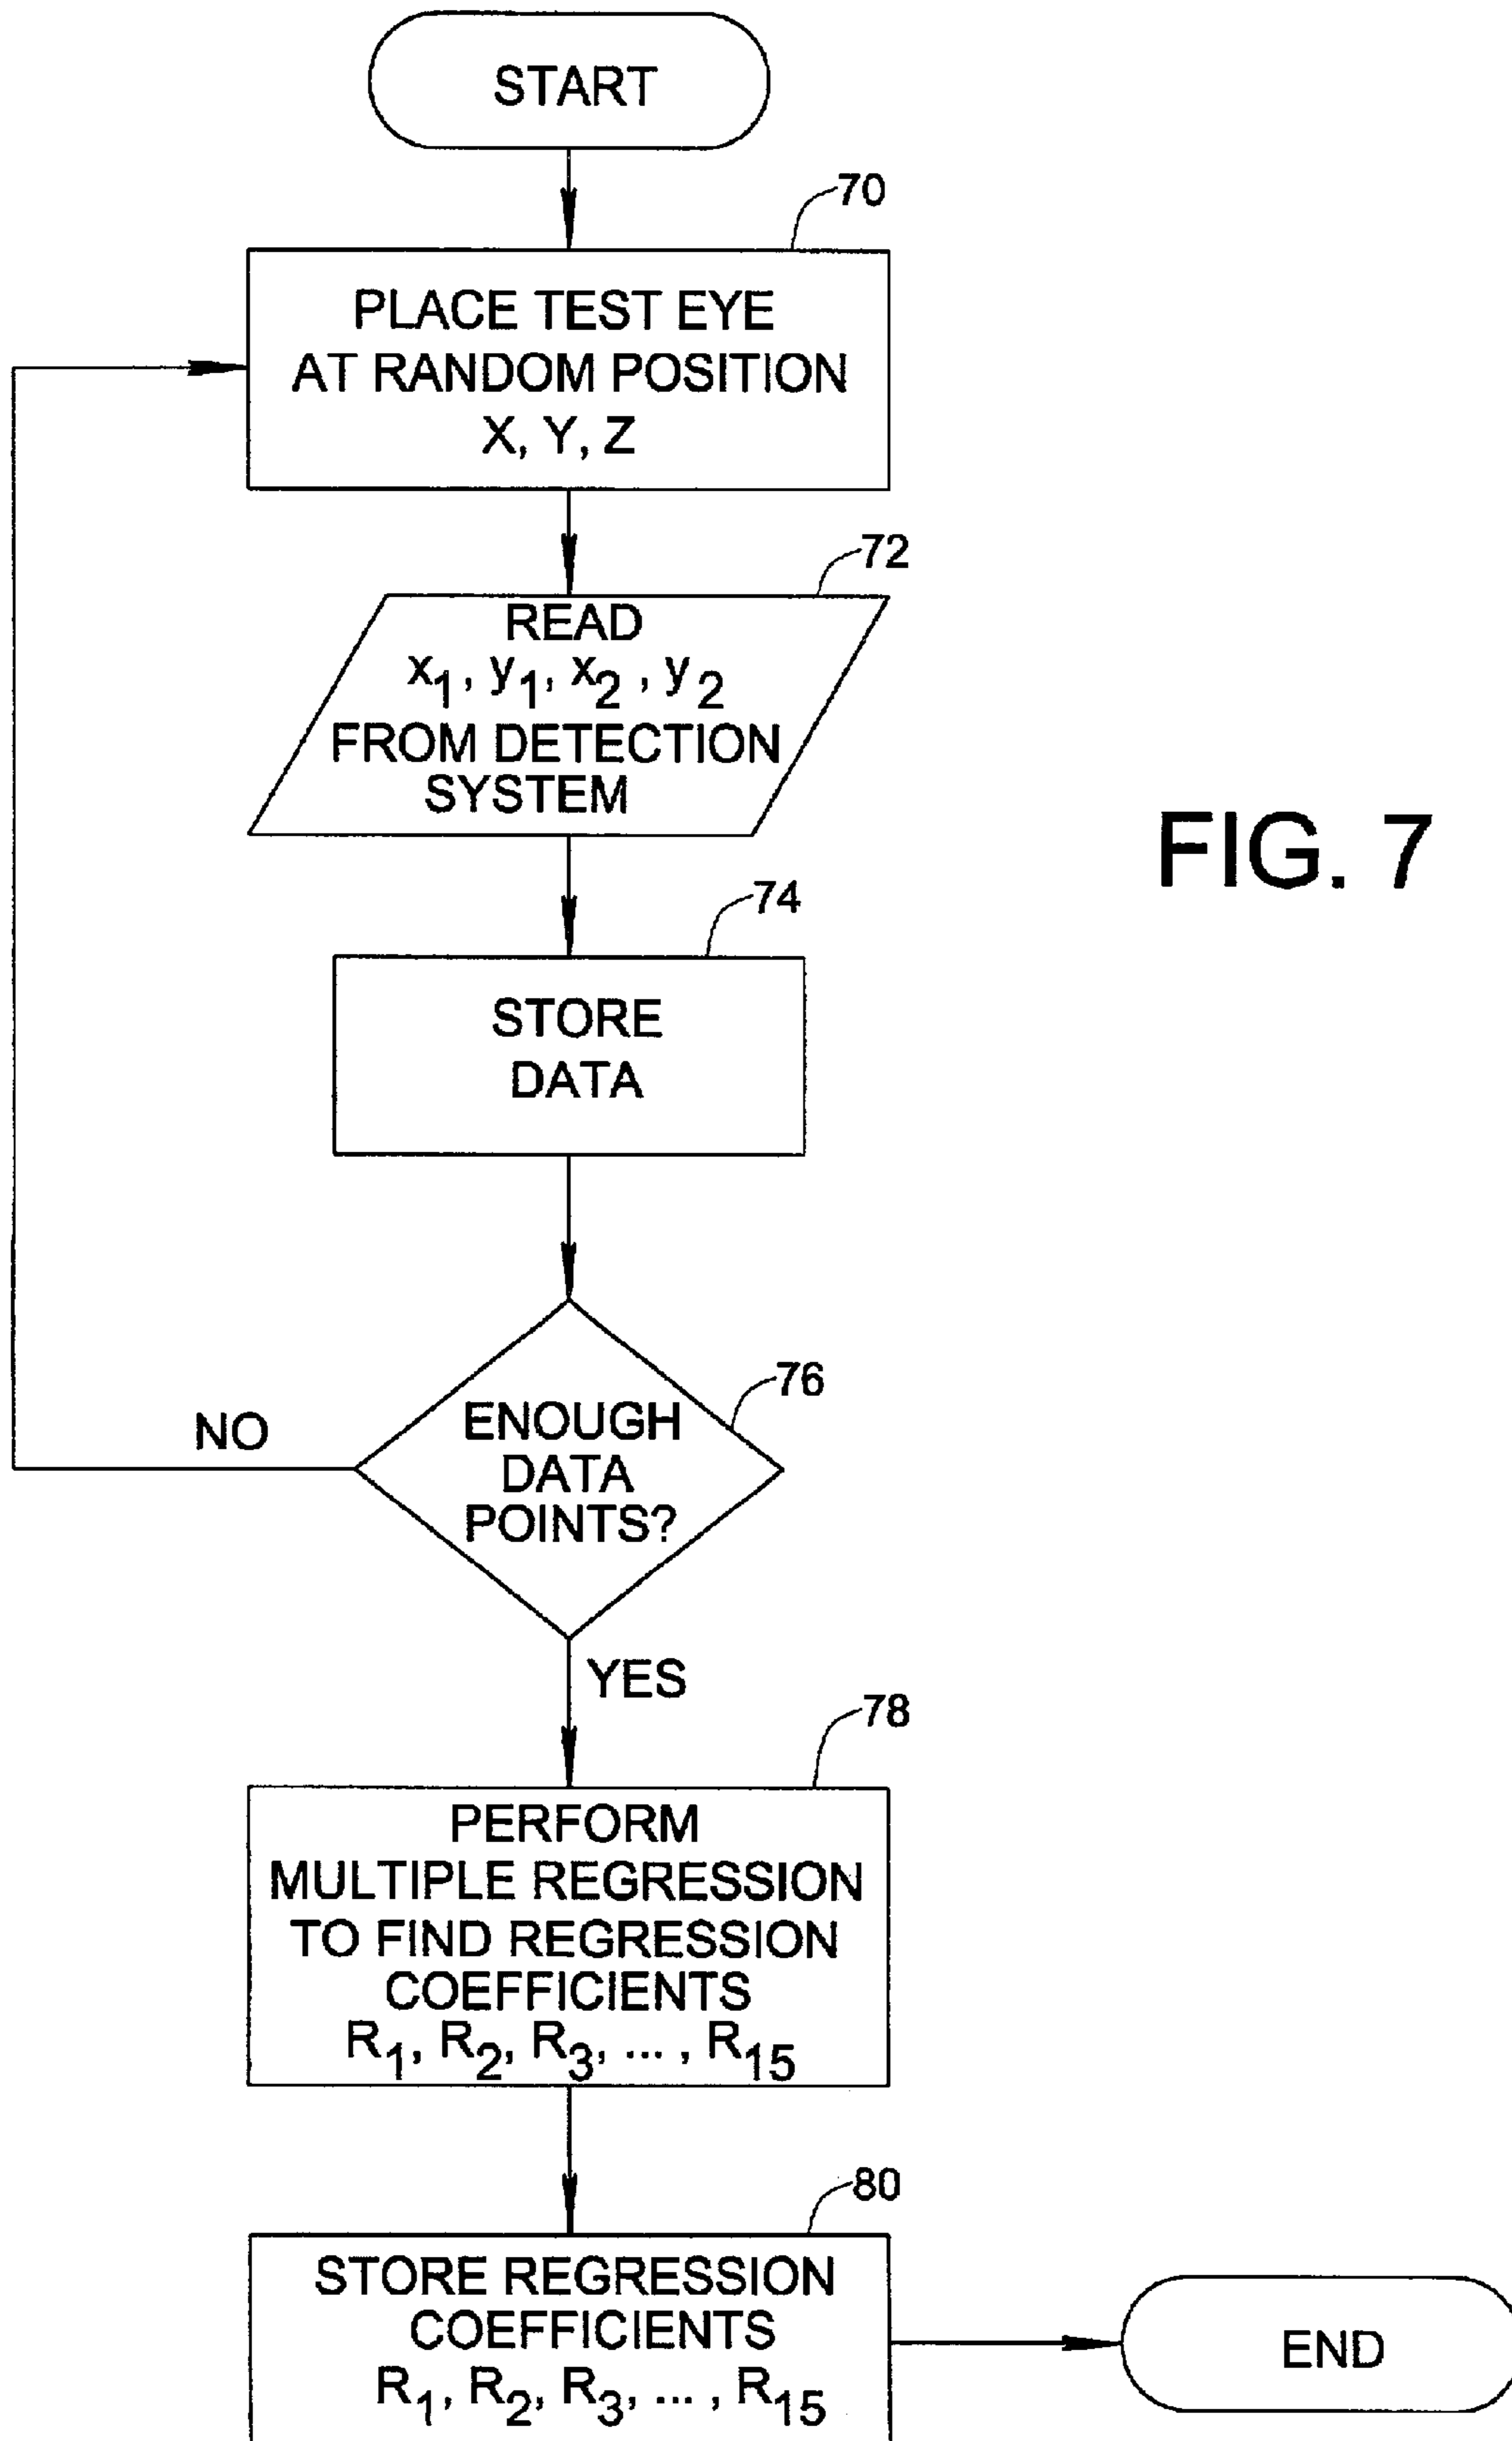 START
70
PLACE TEST EYE
AT RANDOM POSITION
X, Y, Z
72
READ
x₁, y₁, x₂, y₂
FROM DETECTION
SYSTEM
FIG. 7
74
STORE
DATA
76
ENOUGH
DATA
POINTS?
NO
YES
78
PERFORM
MULTIPLE REGRESSION
TO FIND REGRESSION
COEFFICIENTS
R₁, R₂, R₃, ... , R₁₅
80
STORE REGRESSION
COEFFICIENTS
R₁, R₂, R₃, ... , R₁₅
END